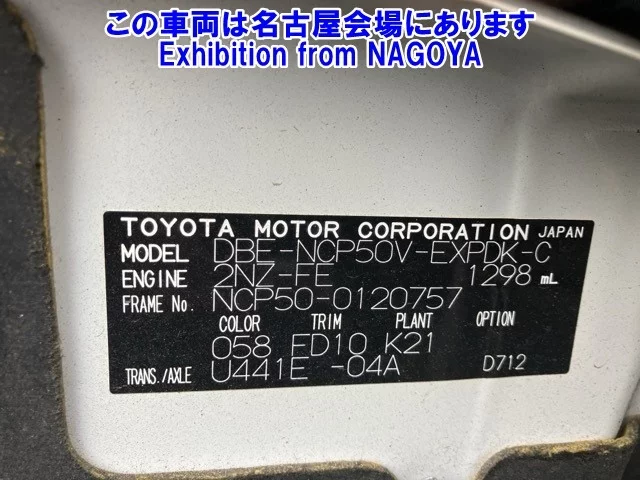 この車両は名古屋会場にあります
Exhibition from NAGOYA
TOYOTA MOTOR CORPORATION JAPAN
MODEL DBE-NCP50V-EXPDK-C
ENGINE 2NZ-FE 1298 mL
FRAME No. NCP50-0120757
COLOR TRIM PLANT OPTION
058 FD10 K21
TRANS./AXLE U441E -04A D712